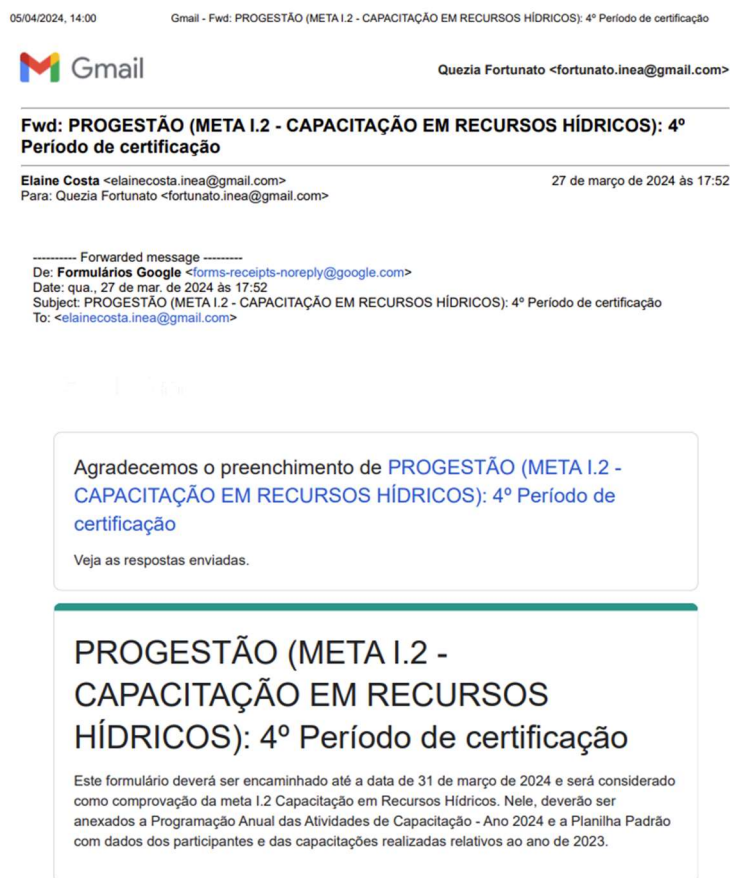 05/04/2024, 14:00 Gmail - Fwd: PROGESTÃO (META I.2 - CAPACITAÇÃO EM RECURSOS HÍDRICOS): 4º Período de certificação
Gmail
Quezia Fortunato <fortunato.inea@gmail.com>
Fwd: PROGESTÃO (META I.2 - CAPACITAÇÃO EM RECURSOS HÍDRICOS): 4º
Período de certificação
Elaine Costa <elainecosta.inea@gmail.com> 27 de março de 2024 às 17:52
Para: Quezia Fortunato <fortunato.inea@gmail.com>
---------- Forwarded message ---------
De: Formulários Google <forms-receipts-noreply@google.com>
Date: qua., 27 de mar. de 2024 às 17:52
Subject: PROGESTÃO (META I.2 - CAPACITAÇÃO EM RECURSOS HÍDRICOS): 4º Período de certificação
To: <elainecosta.inea@gmail.com>
Agradecemos o preenchimento de PROGESTÃO (META I.2 -
CAPACITAÇÃO EM RECURSOS HÍDRICOS): 4º Período de
certificação
Veja as respostas enviadas.
PROGESTÃO (META I.2 -
CAPACITAÇÃO EM RECURSOS
HÍDRICOS): 4º Período de certificação
Este formulário deverá ser encaminhado até a data de 31 de março de 2024 e será considerado
como comprovação da meta I.2 Capacitação em Recursos Hídricos. Nele, deverão ser
anexados a Programação Anual das Atividades de Capacitação - Ano 2024 e a Planilha Padrão
com dados dos participantes e das capacitações realizadas relativos ao ano de 2023.